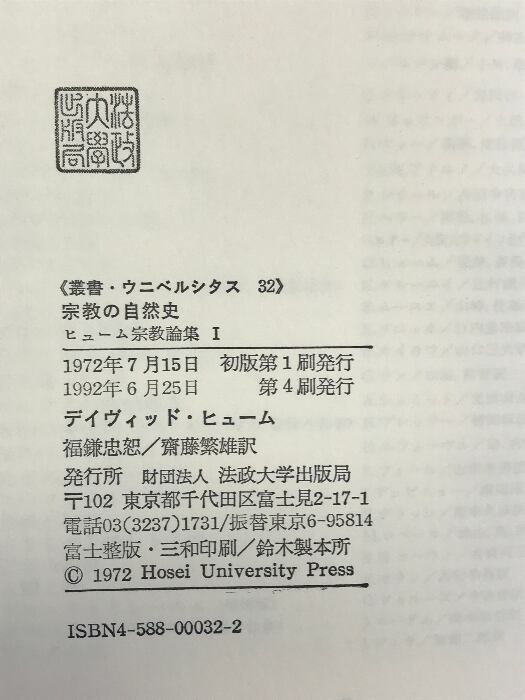 法政
大學
出版局
《叢書・ウニベルシタス 32》
宗教の自然史
ヒューム宗教論集 I
1972年7月15日 初版第1刷発行
1992年6月25日 第4刷発行
デイヴィッド・ヒューム
福鎌忠恕/齋藤繁雄訳
発行所 財団法人 法政大学出版局
〒102 東京都千代田区富士見2-17-1
電話03(3237)1731/振替東京6-95814
富士整版・三和印刷/鈴木製本所
© 1972 Hosei University Press
ISBN4-588-00032-2